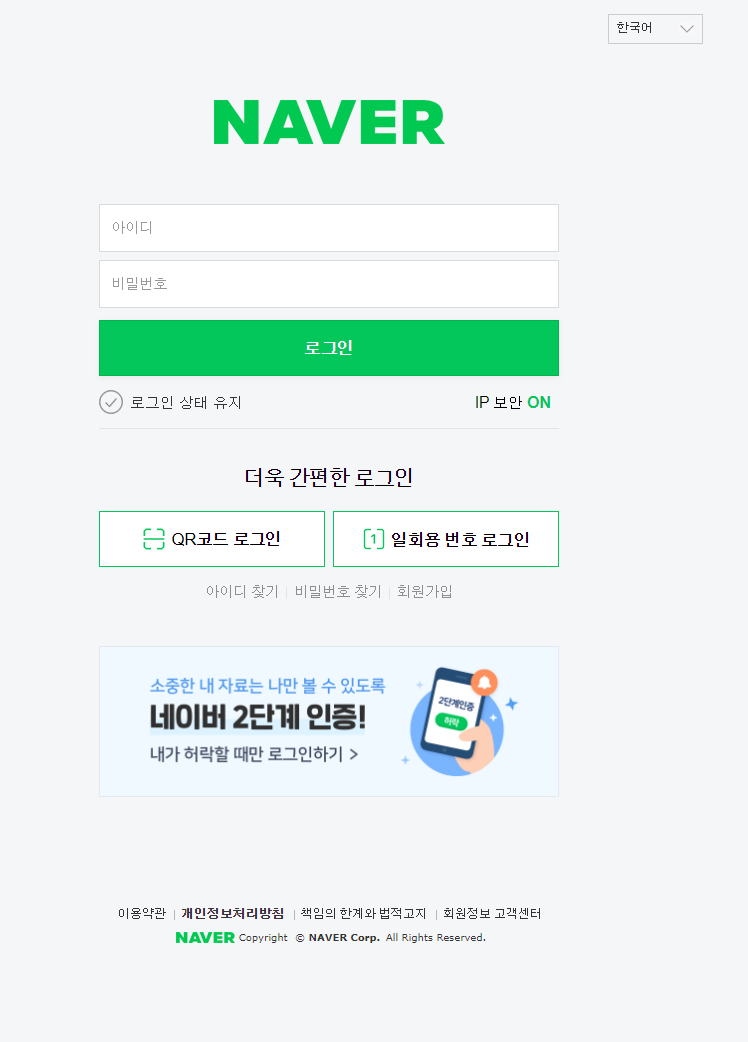 한국어
NAVER
아이디
비밀번호
로그인
로그인 상태 유지 IP 보안 ON
더욱 간편한 로그인
QR코드 로그인 1 일회용 번호 로그인
아이디 찾기 비밀번호 찾기 회원가입
소중한 내 자료는 나만 볼 수 있도록
네이버 2단계 인증!
내가 허락할 때만 로그인하기 >
2단계인증
허락
이용약관 개인정보처리방침 책임의 한계와 법적고지 회원정보 고객센터
NAVER Copyright © NAVER Corp. All Rights Reserved.